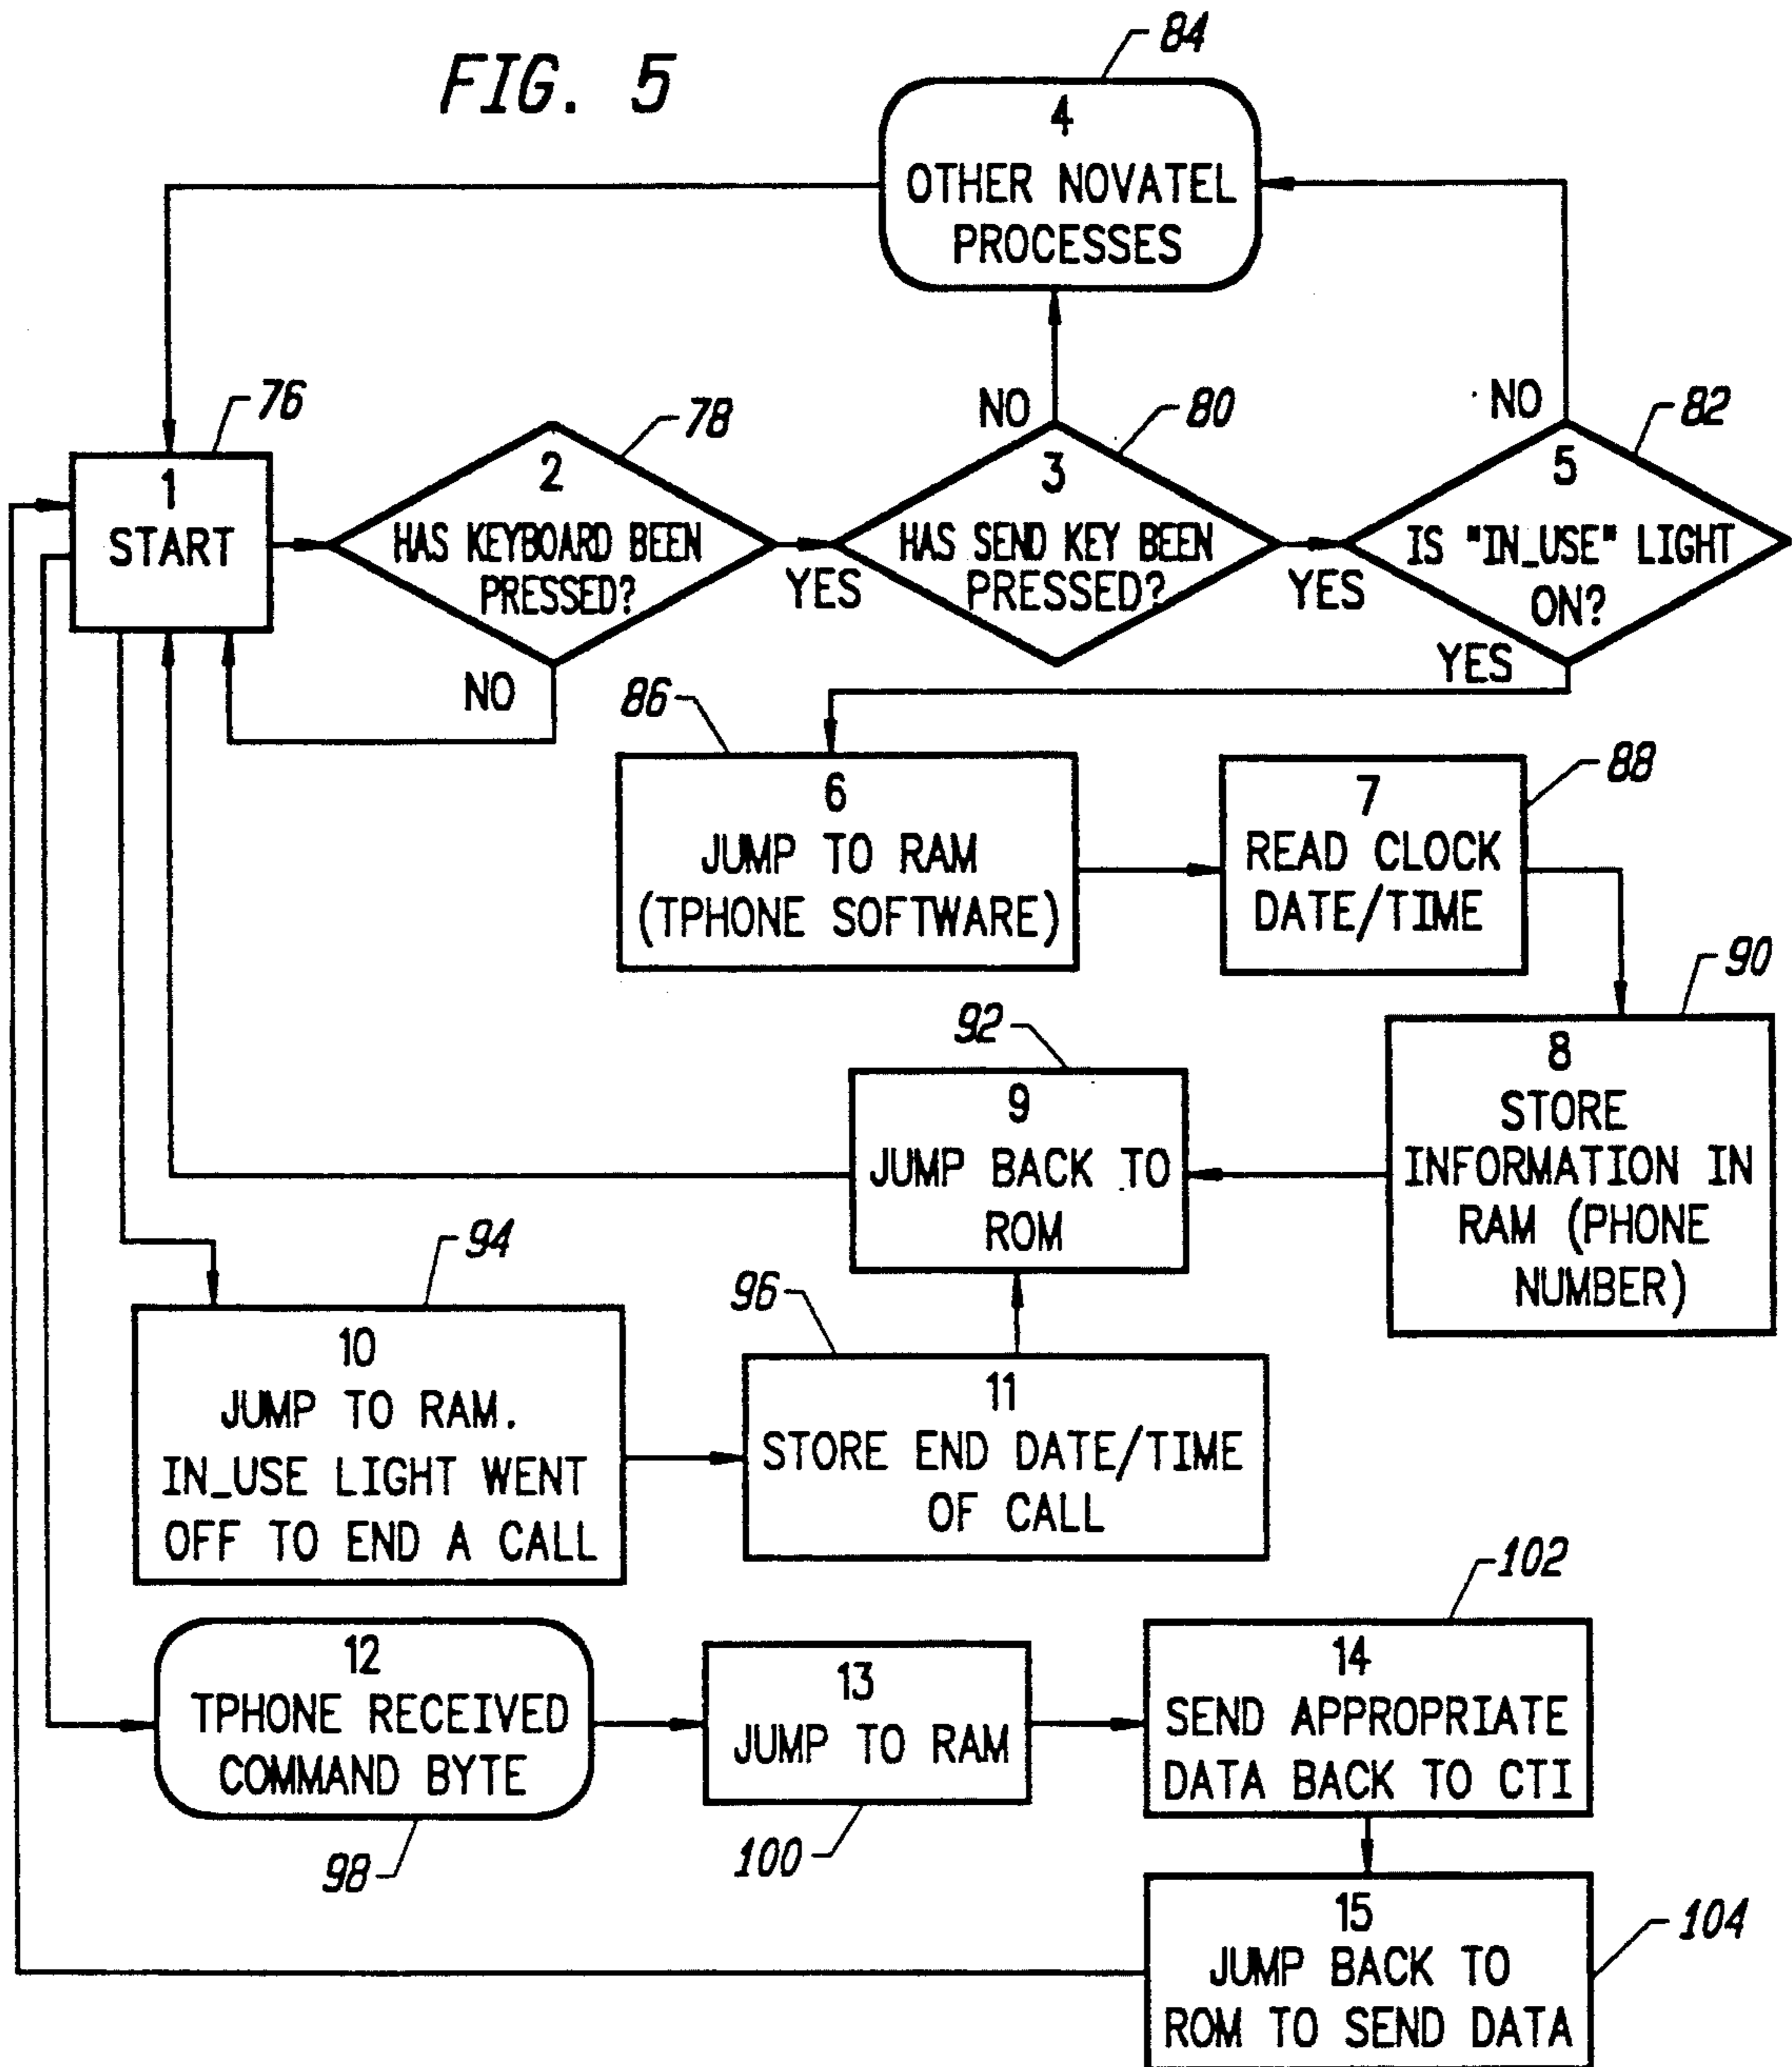 FIG. 5
84
4
OTHER NOVATEL
PROCESSES
76
1
START
78
2
HAS KEYBOARD BEEN
PRESSED?
NO
YES
NO
80
3
HAS SEND KEY BEEN
PRESSED?
YES
NO
82
5
IS "IN_USE" LIGHT
ON?
YES
86
6
JUMP TO RAM
(TPHONE SOFTWARE)
88
7
READ CLOCK
DATE/TIME
90
8
STORE
INFORMATION IN
RAM (PHONE
NUMBER)
92
9
JUMP BACK TO
ROM
94
10
JUMP TO RAM.
IN_USE LIGHT WENT
OFF TO END A CALL
96
11
STORE END DATE/TIME
OF CALL
12
TPHONE RECEIVED
COMMAND BYTE
98
13
JUMP TO RAM
100
102
14
SEND APPROPRIATE
DATA BACK TO CTI
15
JUMP BACK TO
ROM TO SEND DATA
104